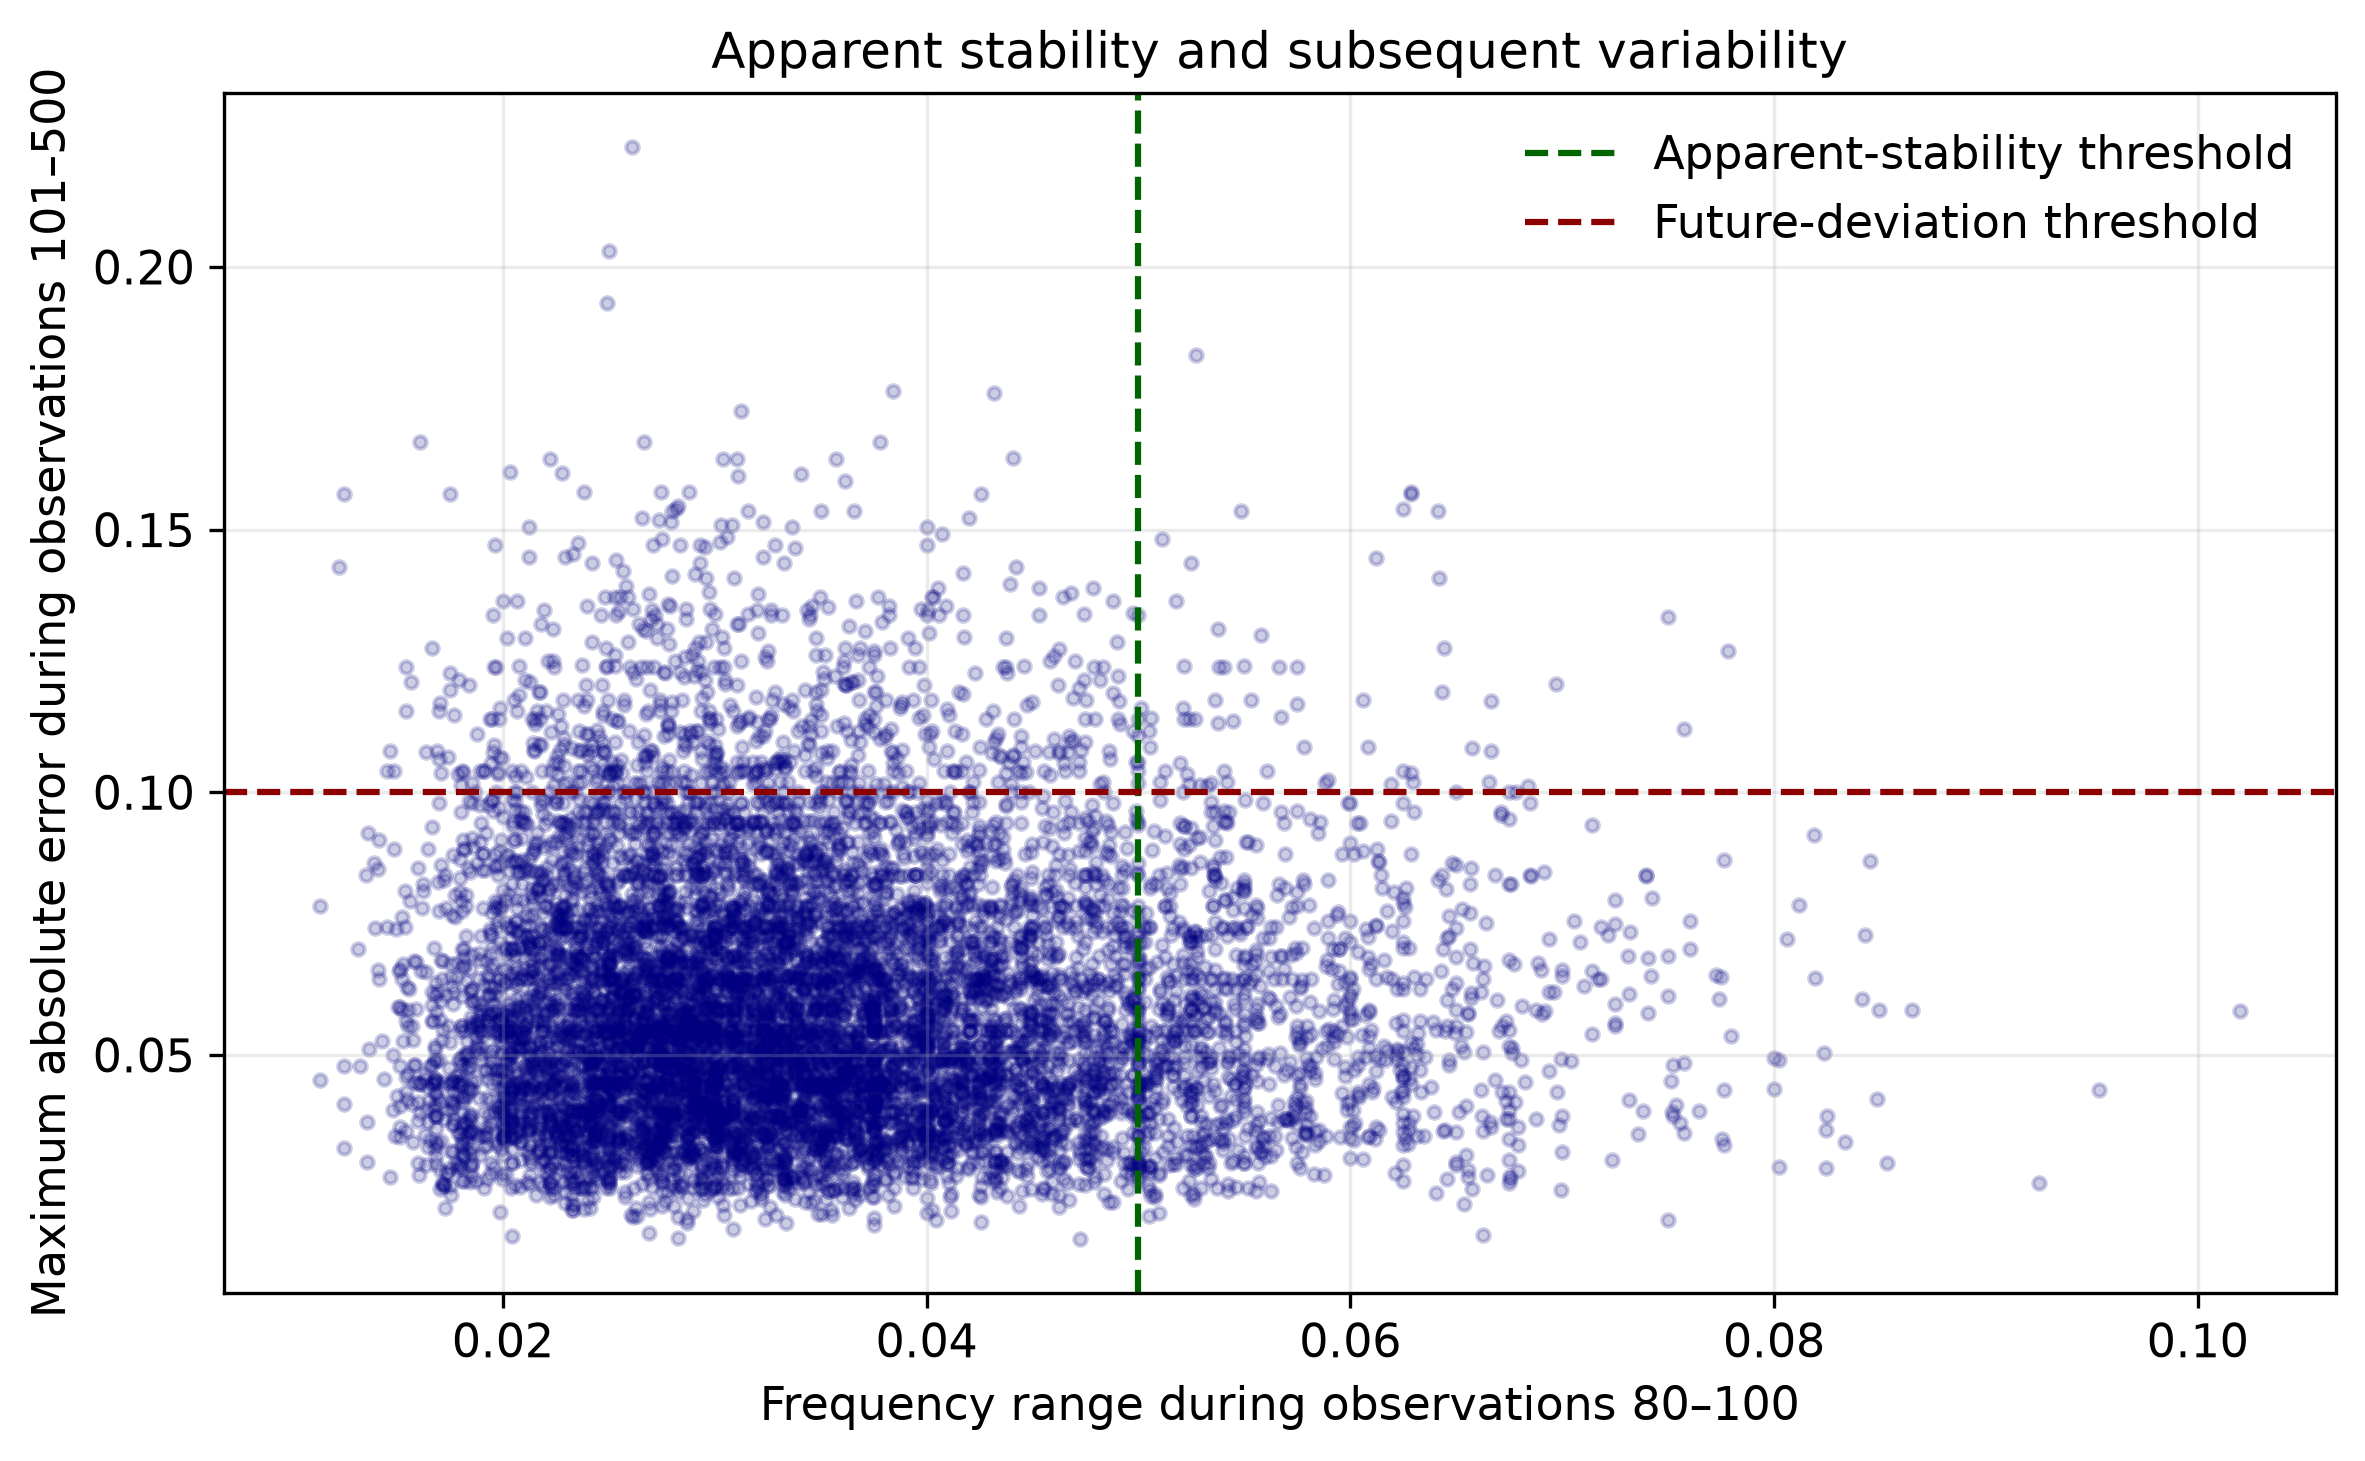 Apparent stability and subsequent variability
Apparent-stability threshold
Future-deviation threshold
Maximum absolute error during observations 101–500
0.20
0.15
0.10
0.05
0.02
0.04
0.06
0.08
0.10
Frequency range during observations 80–100